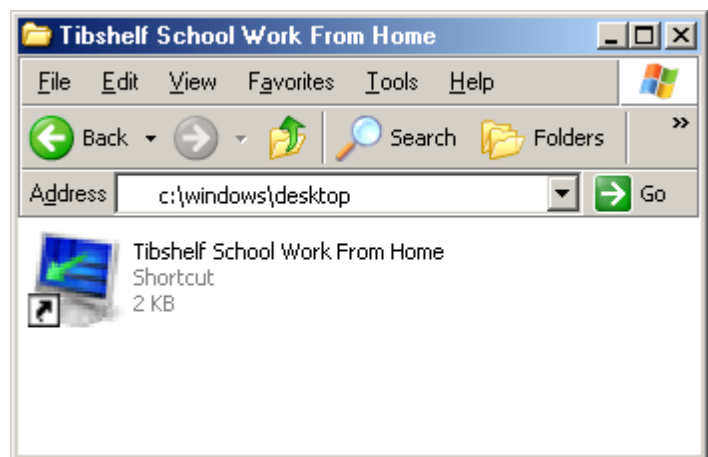 Tibshelf School Work From Home
File Edit View Favorites Tools Help
Back Search Folders »
Address c:\windows\desktop Go
Tibshelf School Work From Home
Shortcut
2 KB